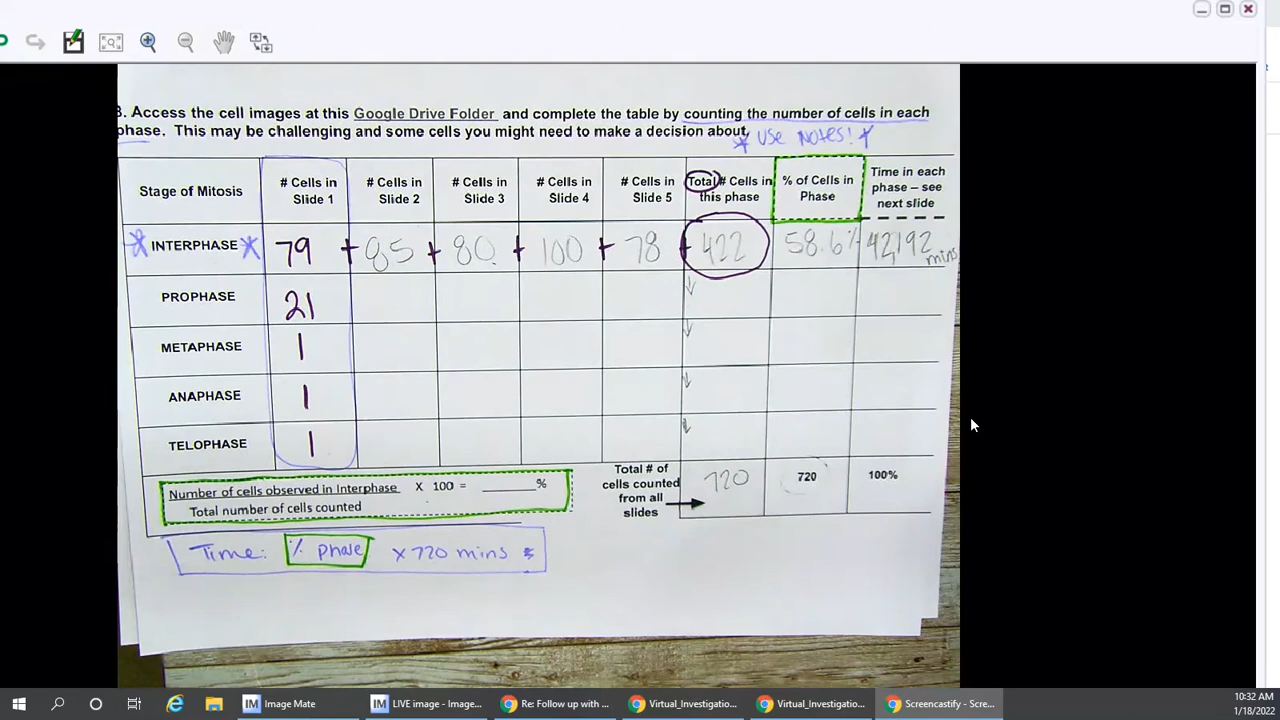 3. Access the cell images at this Google Drive Folder and complete the table by counting the number of cells in each
phase. This may be challenging and some cells you might need to make a decision about.
* USE NOTES! *
Stage of Mitosis
# Cells in
Slide 1
# Cells in
Slide 2
# Cells in
Slide 3
# Cells in
Slide 4
# Cells in
Slide 5
Total # Cells in
this phase
% of Cells in
Phase
Time in each
phase – see
next slide
* INTERPHASE * 79 + 85 + 80 + 100 + 78 + 422 58.6% 42,192
mins
PROPHASE 21
METAPHASE 1
ANAPHASE 1
TELOPHASE 1
Number of cells observed in Interphase X 100 = ______%
Total number of cells counted
Total # of
cells counted
from all
slides
720 720 100%
Time: % phase x 720 mins
Image Mate
LIVE image - Image...
Re: Follow up with ...
Virtual_Investigatio...
Virtual_Investigatio...
Screencastify - Scre...
10:32 AM
1/18/2022